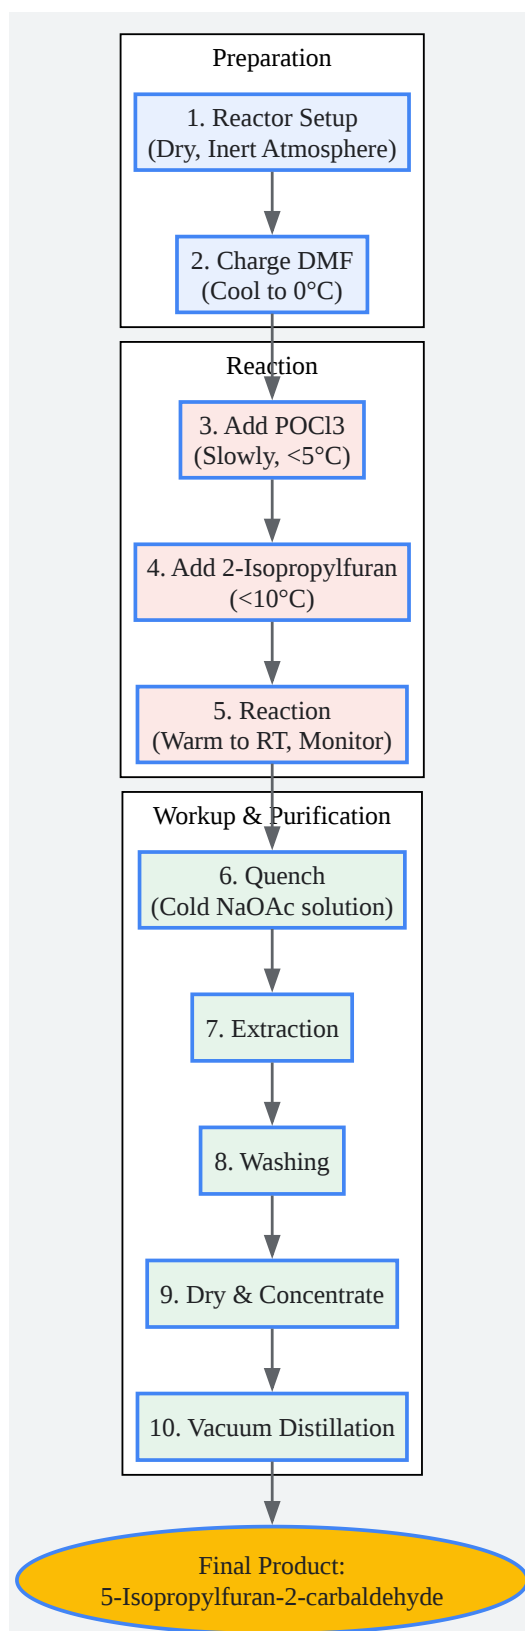 Preparation
1. Reactor Setup
(Dry, Inert Atmosphere)
2. Charge DMF
(Cool to 0°C)
Reaction
3. Add POCl3
(Slowly, <5°C)
4. Add 2-Isopropylfuran
(<10°C)
5. Reaction
(Warm to RT, Monitor)
Workup & Purification
6. Quench
(Cold NaOAc solution)
7. Extraction
8. Washing
9. Dry & Concentrate
10. Vacuum Distillation
Final Product:
5-Isopropylfuran-2-carbaldehyde